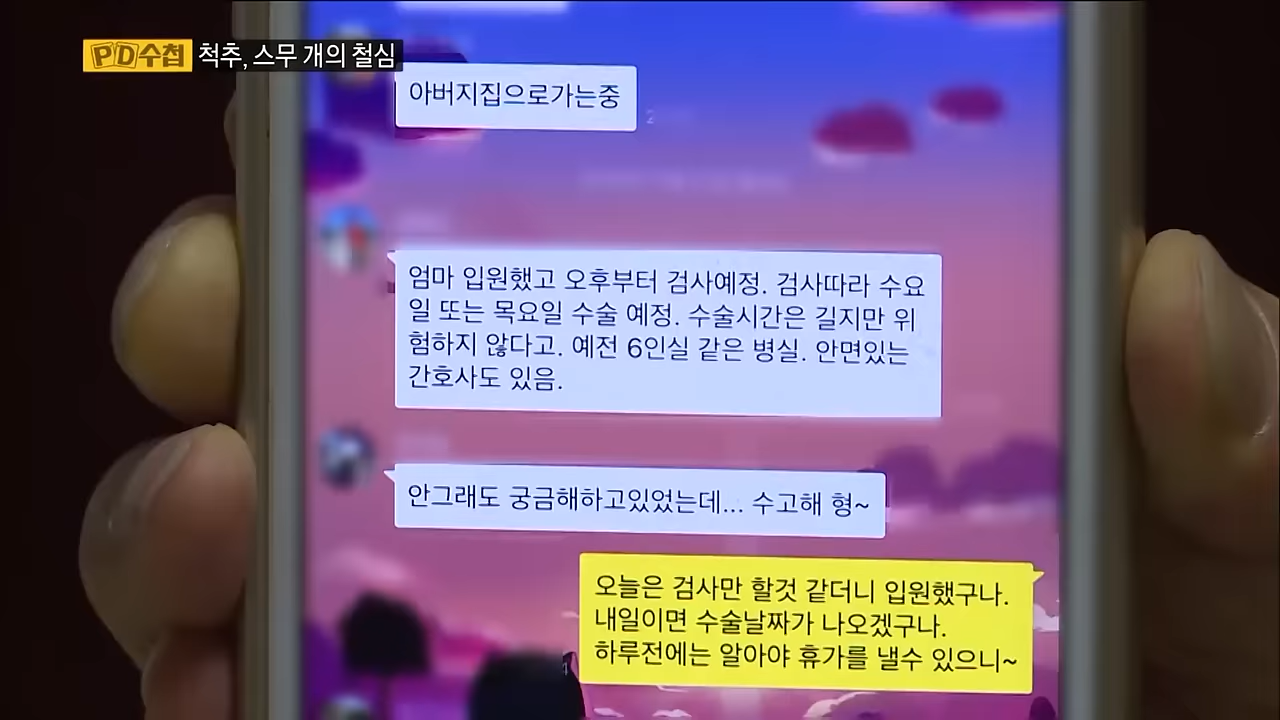 PD수첩 척추, 스무 개의 철심
아버지집으로가는중
엄마 입원했고 오후부터 검사예정. 검사따라 수요
일 또는 목요일 수술 예정. 수술시간은 길지만 위
험하지 않다고. 예전 6인실 같은 병실. 안면있는
간호사도 있음.
안그래도 궁금해하고있었는데... 수고해 형~
오늘은 검사만 할것 같더니 입원했구나.
내일이면 수술날짜가 나오겠구나.
하루전에는 알아야 휴가를 낼수 있으니~